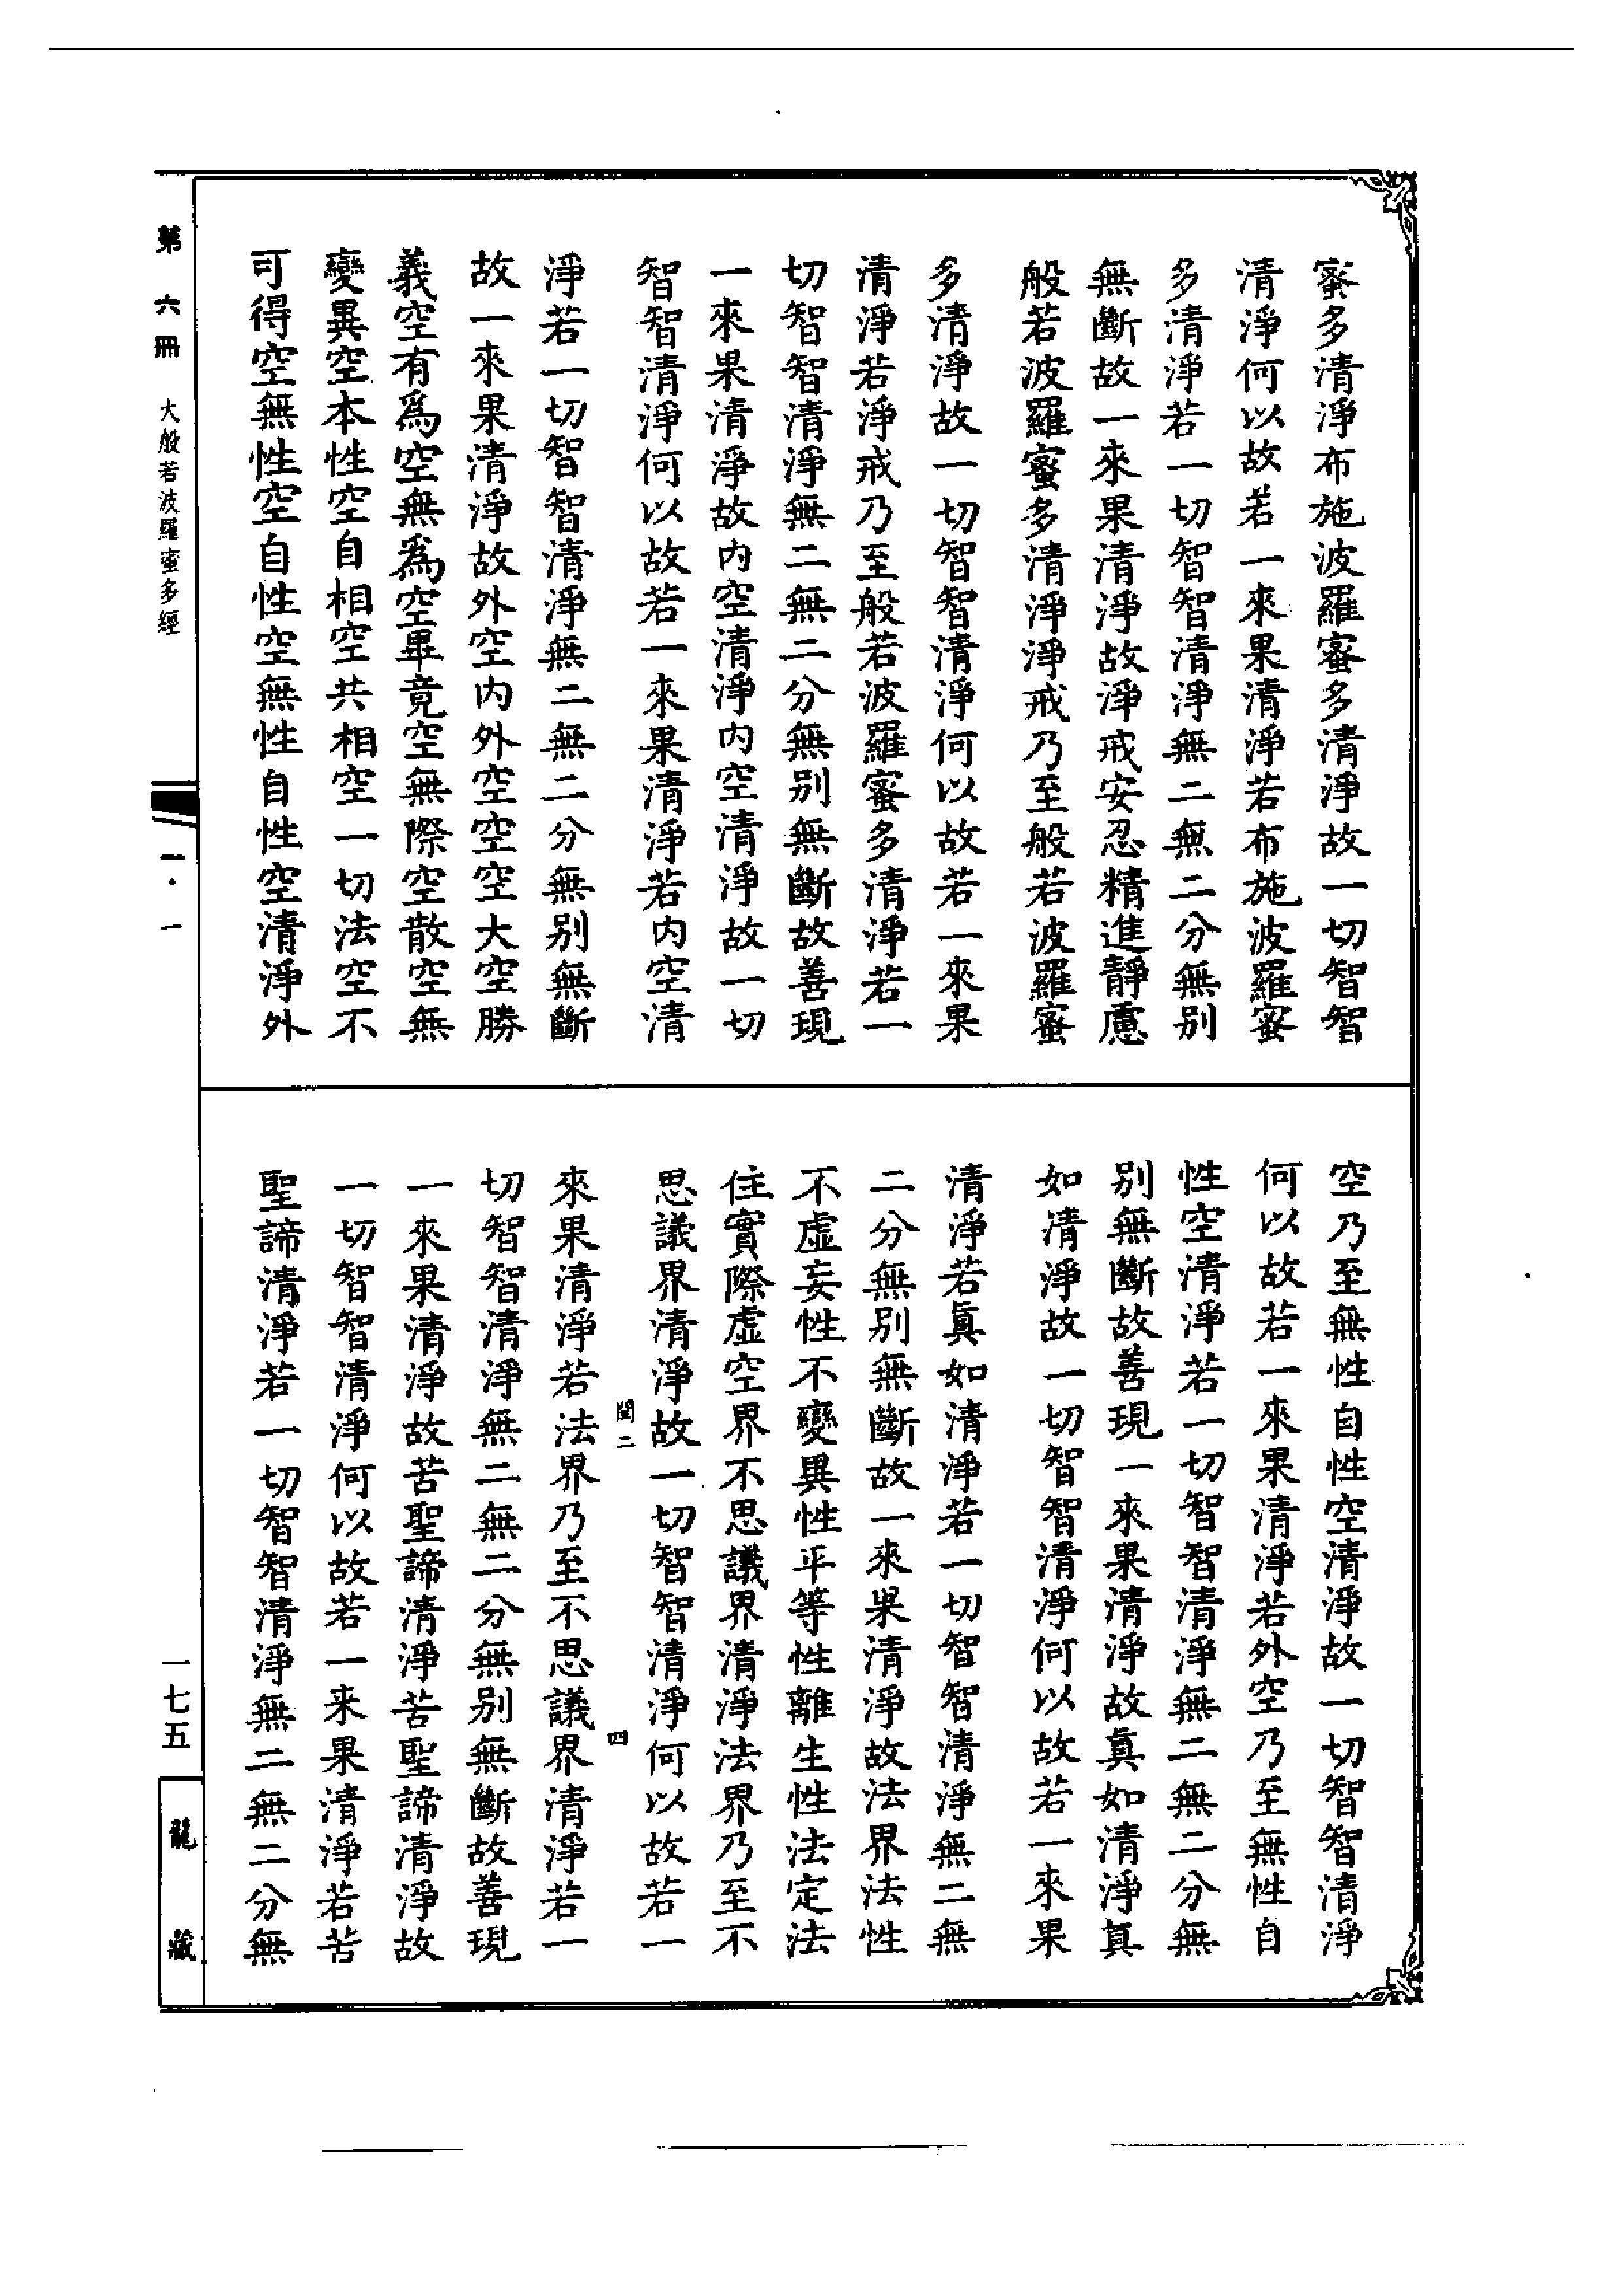 蜜多清淨布施波羅蜜多清淨故一切智智
清淨何以故若一來果清淨若布施波羅蜜
多清淨若一切智智清淨無二無二分無别
無斷故一來果清淨故淨戒安忍精進靜慮
般若波羅蜜多清淨淨戒乃至般若波羅蜜
多清淨故一切智智清淨何以故若一來果
清淨若淨戒乃至般若波羅蜜多清淨若一
切智智清淨無二無二分無别無斷故善現
一來果清淨故内空清淨内空清淨故一切
智智清淨何以故若一來果清淨若内空清
淨若一切智智清淨無二無二分無别無斷
故一來果清淨故外空内外空空空大空勝
義空有爲空無爲空畢竟空無際空散空無
變異空本性空自相空共相空一切法空不
可得空無性空自性空無性自性空清淨外
空乃至無性自性空清淨故一切智智清淨
何以故若一來果清淨若外空乃至無性自
性空清淨若一切智智清淨無二無二分無
别無斷故善現一來果清淨故真如清淨真
如清淨故一切智智清淨何以故若一來果
清淨若真如清淨若一切智智清淨無二無
二分無别無斷故一來果清淨故法界法性
不虛妄性不變異性平等性離生性法定法
住實際虛空界不思議界清淨法界乃至不
思議界清淨故一切智智清淨何以故若一
閏二 四
來果清淨若法界乃至不思議界清淨若一
切智智清淨無二無二分無别無斷故善現
一來果清淨故苦聖諦清淨苦聖諦清淨故
一切智智清淨何以故若一來果清淨若苦
聖諦清淨若一切智智清淨無二無二分無
第六冊 大般若波羅蜜多經
一·一
一七五
龍藏